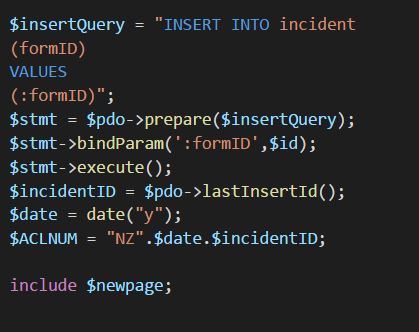 $insertQuery = "INSERT INTO incident
(formID)
VALUES
(:formID)";
$stmt = $pdo->prepare($insertQuery);
$stmt->bindParam(':formID',$id);
$stmt->execute();
$incidentID = $pdo->lastInsertId();
$date = date("y");
$ACLNUM = "NZ".$date.$incidentID;
include $newpage;